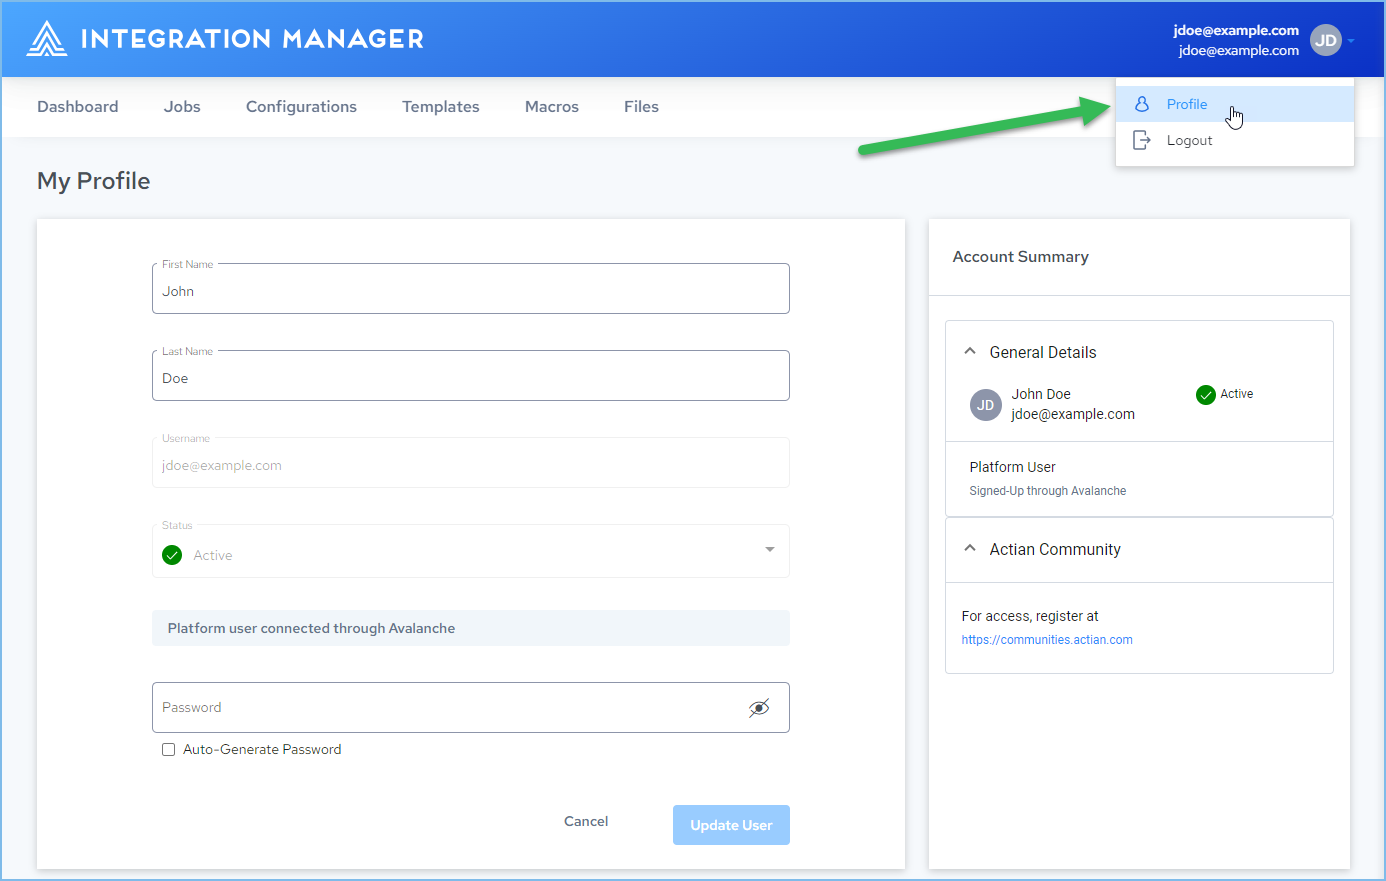 INTEGRATION MANAGER
jdoe@example.com
jdoe@example.com
JD
Dashboard Jobs Configurations Templates Macros Files
Profile
Logout
My Profile
First Name
John
Last Name
Doe
Username
jdoe@example.com
Status
Active
Platform user connected through Avalanche
Password
Auto-Generate Password
Cancel Update User
Account Summary
General Details
JD
John Doe
jdoe@example.com
Active
Platform User
Signed-Up through Avalanche
Actian Community
For access, register at
https://communities.actian.com